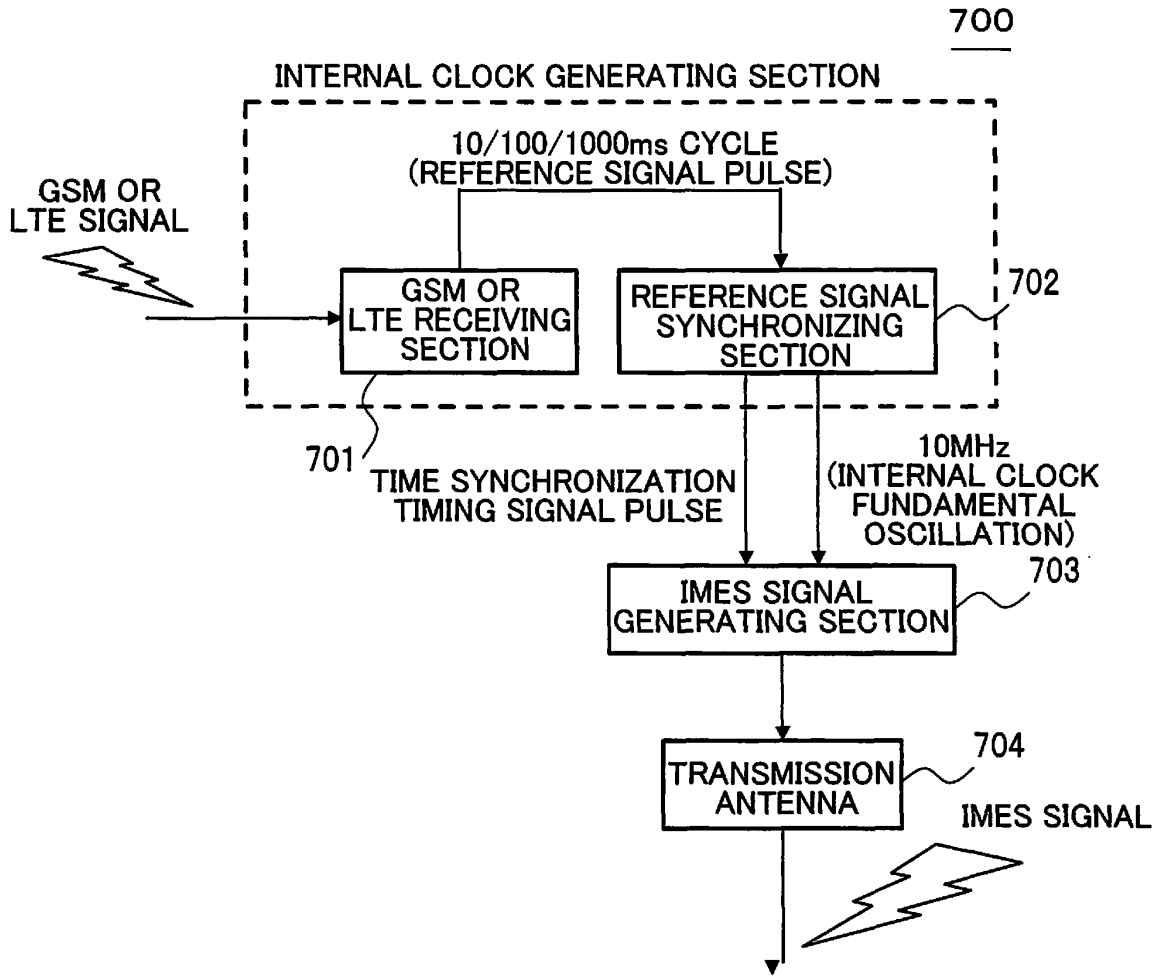 700
INTERNAL CLOCK GENERATING SECTION
10/100/1000ms CYCLE
(REFERENCE SIGNAL PULSE)
GSM OR
LTE SIGNAL
GSM OR
LTE RECEIVING
SECTION
REFERENCE SIGNAL
SYNCHRONIZING
SECTION
702
701
TIME SYNCHRONIZATION
TIMING SIGNAL PULSE
10MHz
(INTERNAL CLOCK
FUNDAMENTAL
OSCILLATION)
IMES SIGNAL
GENERATING SECTION
703
TRANSMISSION
ANTENNA
704
IMES SIGNAL